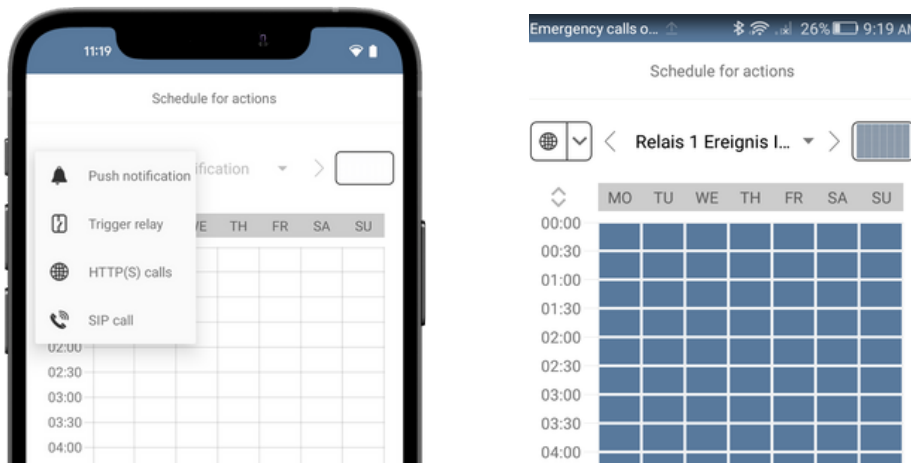 11:19
Schedule for actions
Push notification
ification
Trigger relay
WE TH FR SA SU
HTTP(S) calls
SIP call
02:00
02:30
03:00
03:30
04:00
Emergency calls o... 26% 9:19 AM
Schedule for actions
Relais 1 Ereignis I...
MO TU WE TH FR SA SU
00:00
00:30
01:00
01:30
02:00
02:30
03:00
03:30
04:00